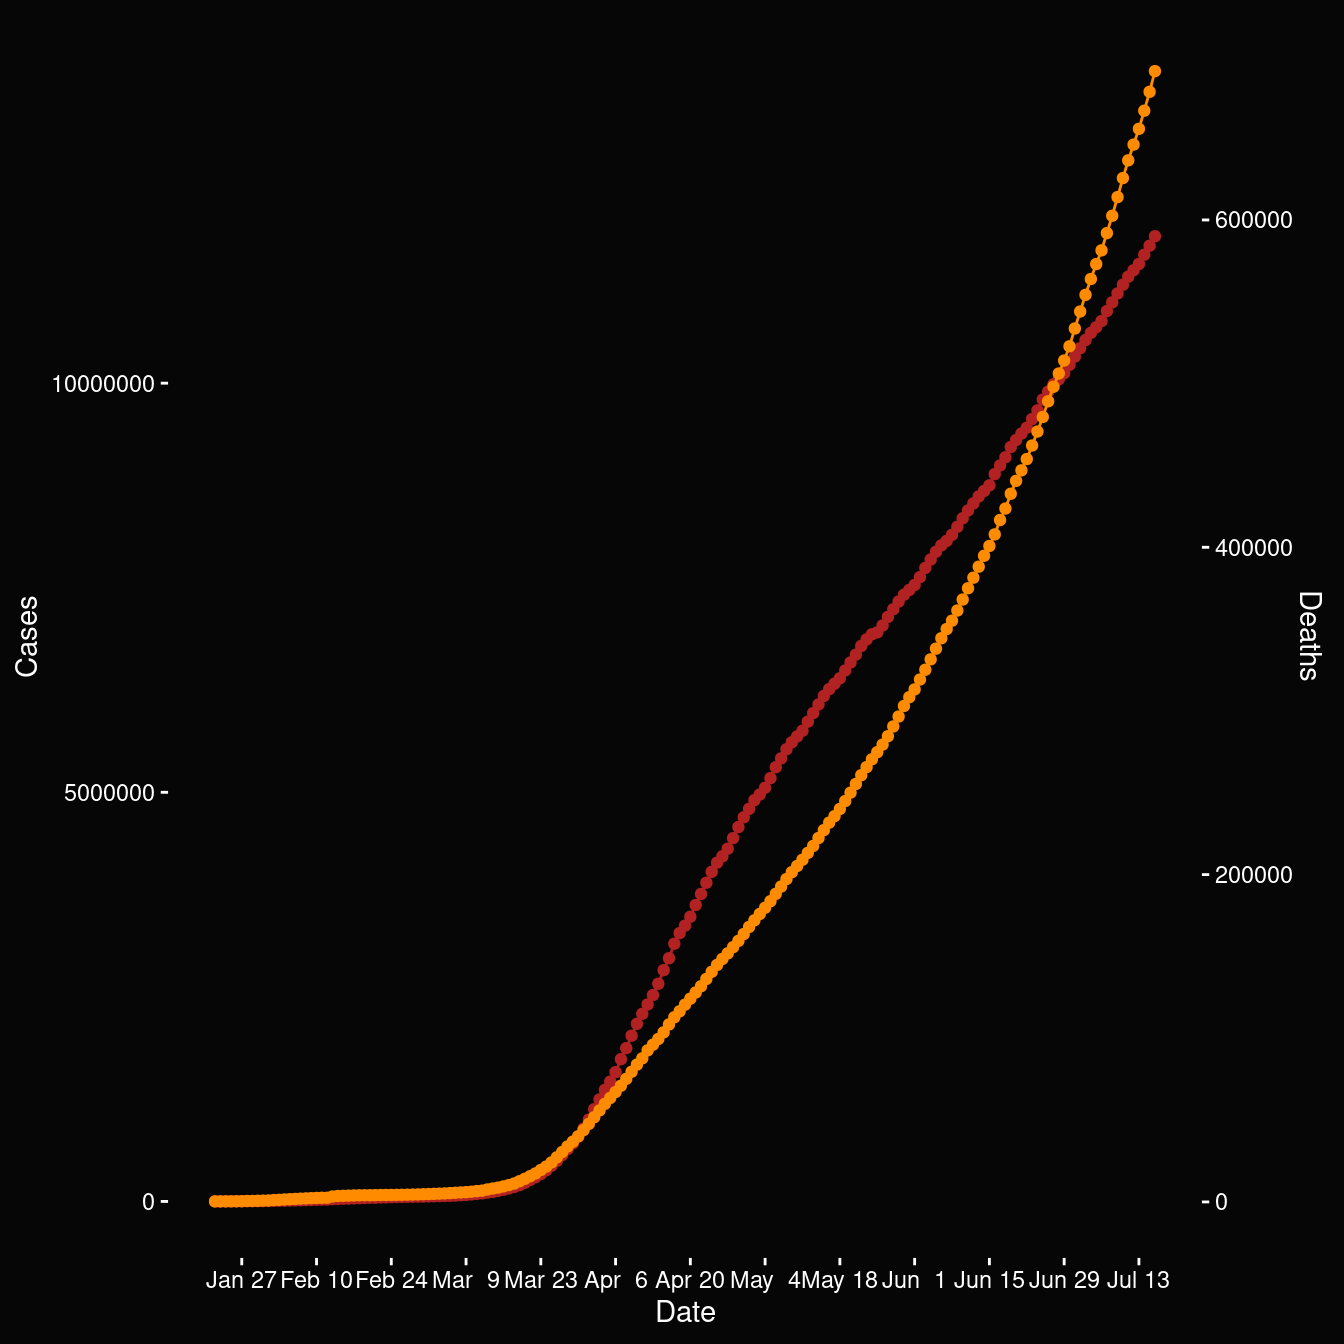 600000
10000000
400000
Cases
Deaths
5000000
200000
0
0
Jan 27 Feb 10 Feb 24 Mar 9 Mar 23 Apr 6 Apr 20 May 4 May 18 Jun 1 Jun 15 Jun 29 Jul 13
Date